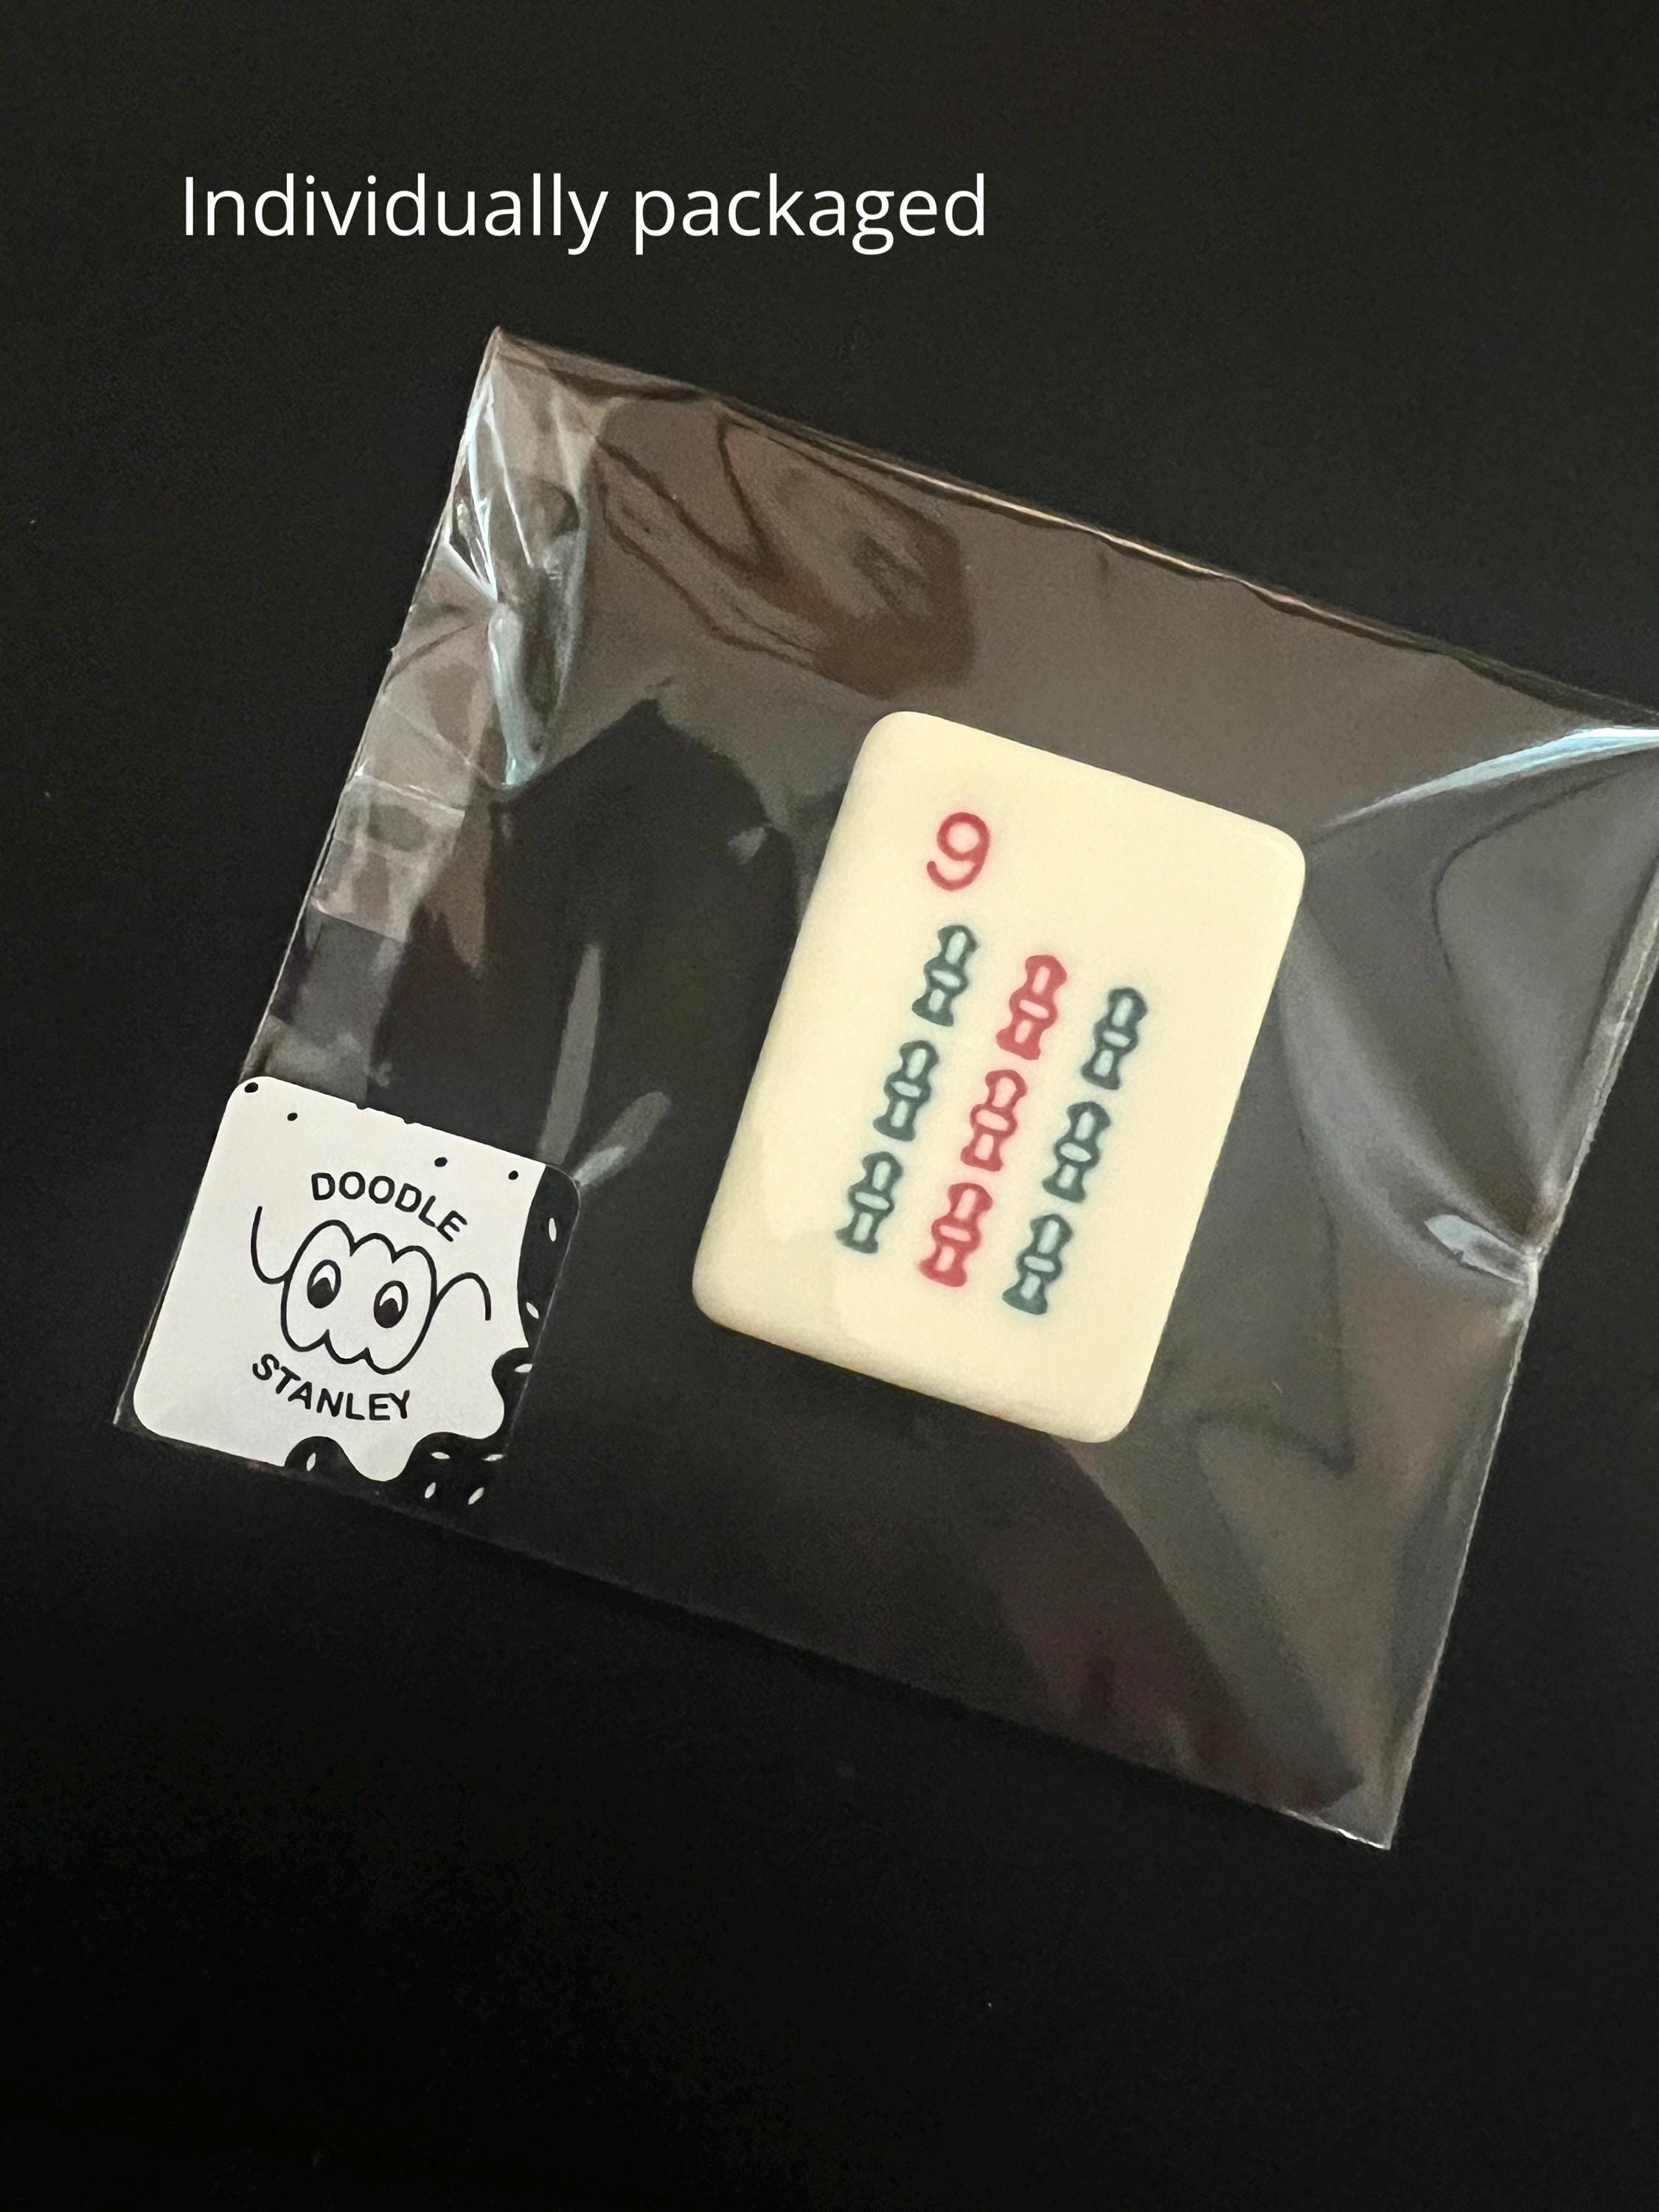 Individually packaged
9
DOODLE
STANLEY